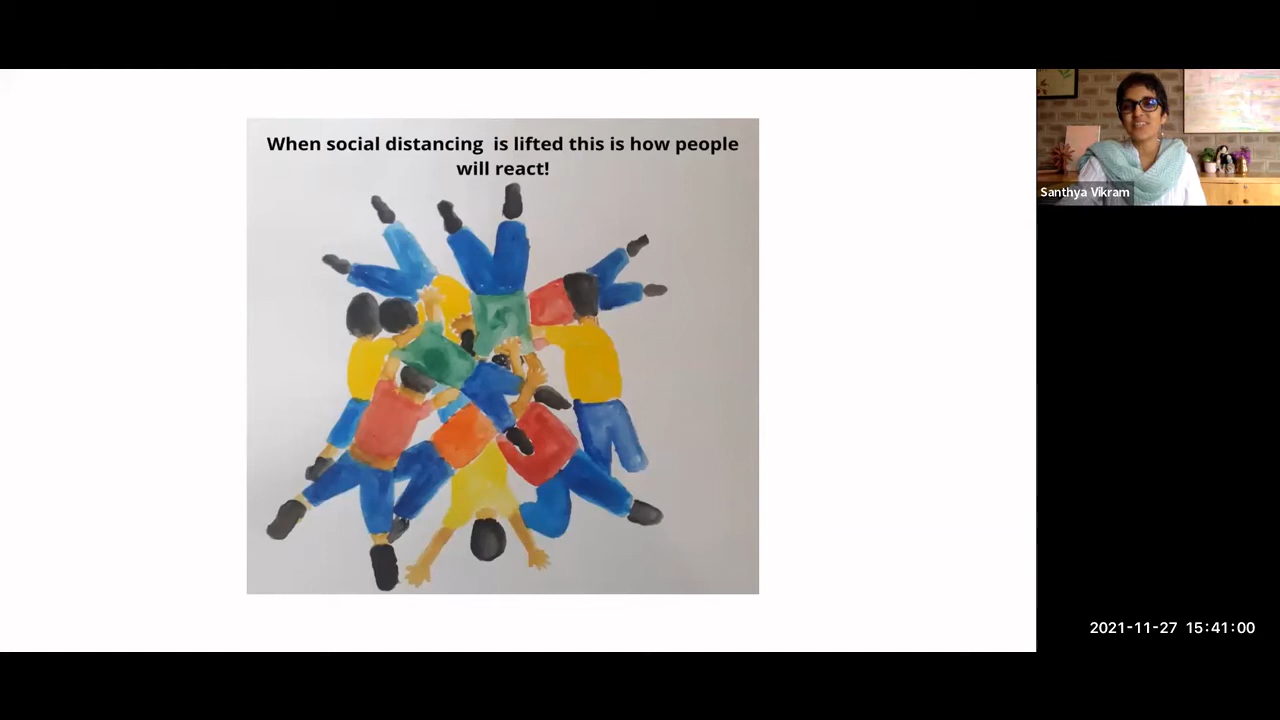 When social distancing  is lifted this is how people
will react!
Santhya Vikram
2021-11-27 15:41:00